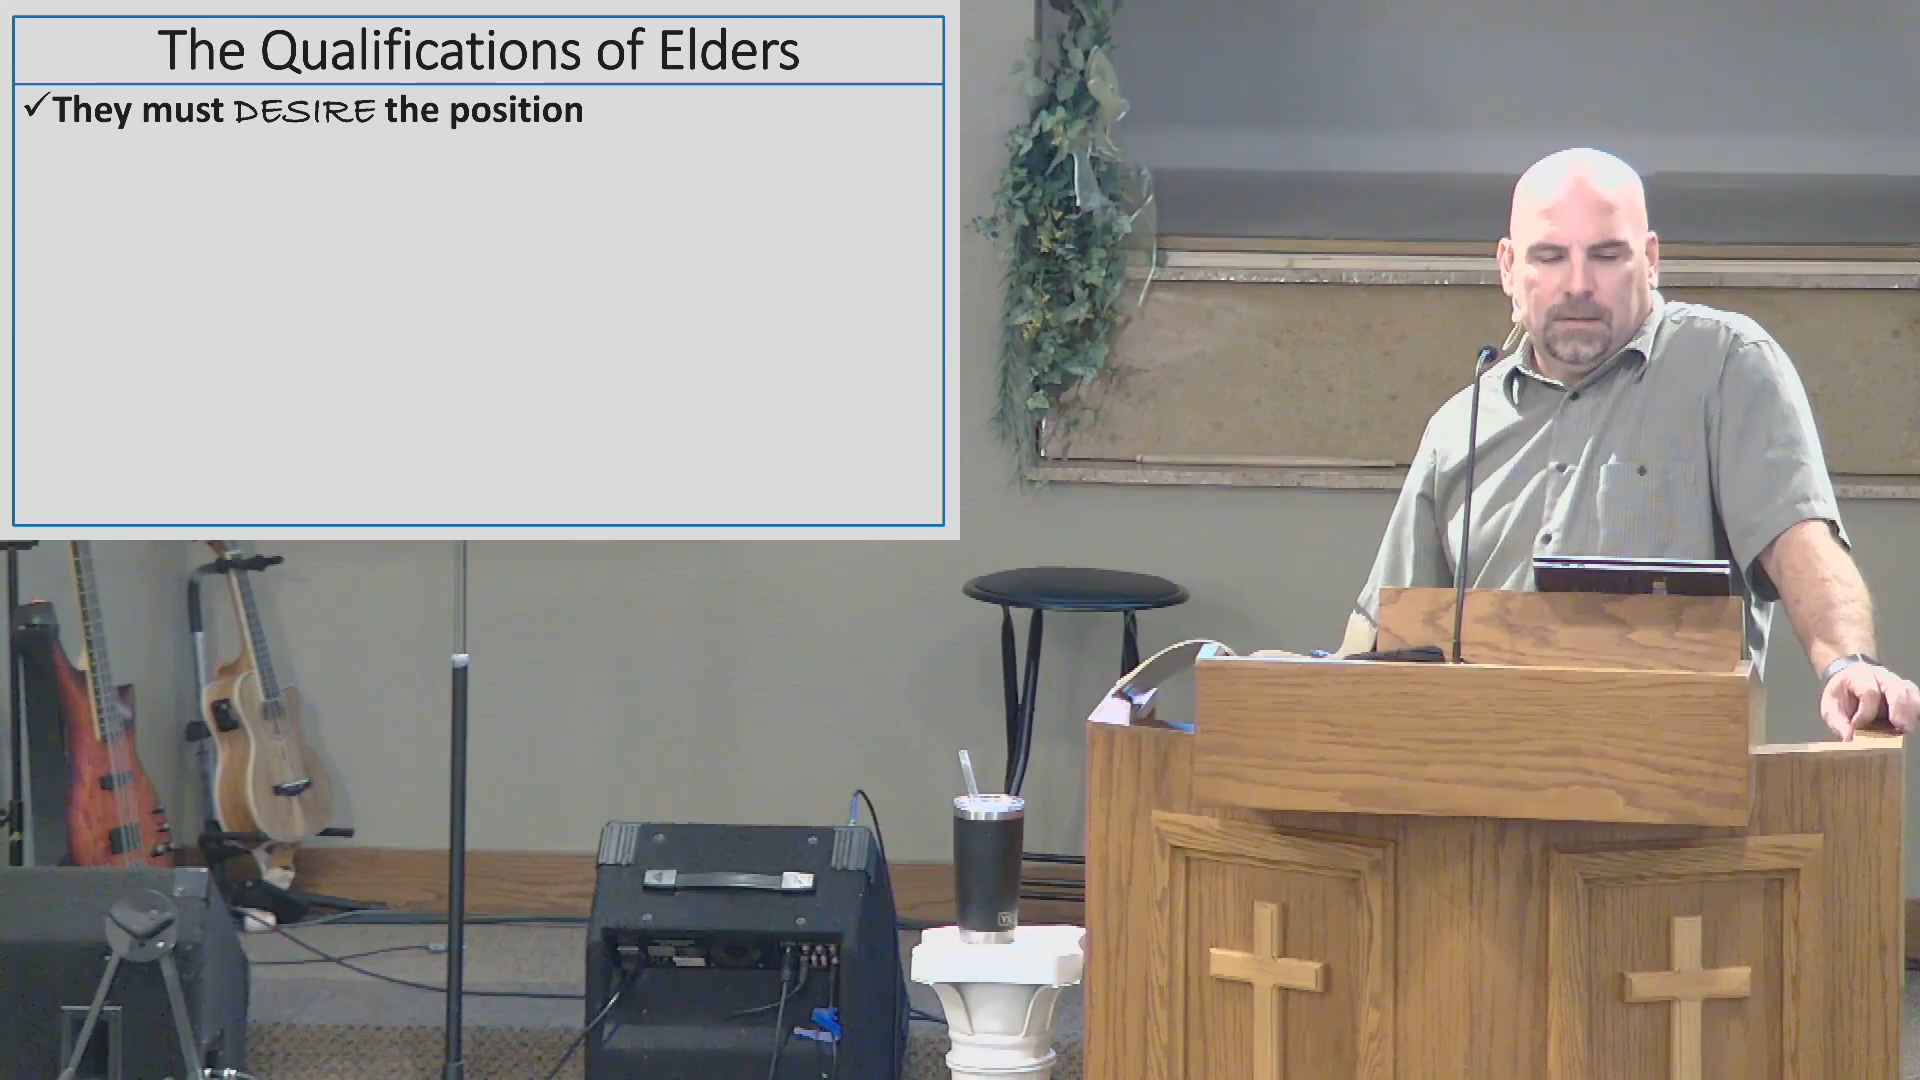 The Qualifications of Elders
✓They must DESIRE the position